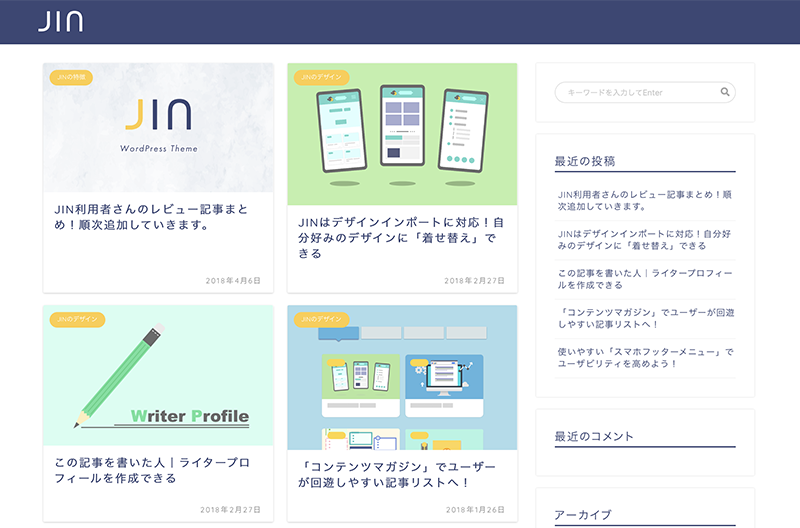 JIN
JINの特徴
JIN
WordPress Theme
JIN利用者さんのレビュー記事まと
め！順次追加していきます。
2018年4月6日
JINのデザイン
JINはデザインインポートに対応！自
分好みのデザインに「着せ替え」で
きる
2018年2月27日
JINのデザイン
Writer Profile
この記事を書いた人｜ライタープロ
フィールを作成できる
2018年2月27日
JINのデザイン
「コンテンツマガジン」でユーザー
が回遊しやすい記事リストへ！
2018年1月26日
キーワードを入力してEnter
最近の投稿
JIN利用者さんのレビュー記事まとめ！順
次追加していきます。
JINはデザインインポートに対応！自分好
みのデザインに「着せ替え」できる
この記事を書いた人｜ライタープロフィー
ルを作成できる
「コンテンツマガジン」でユーザーが回遊
しやすい記事リストへ！
使いやすい「スマホフッターメニュー」で
ユーザビリティを高めよう！
最近のコメント
アーカイブ